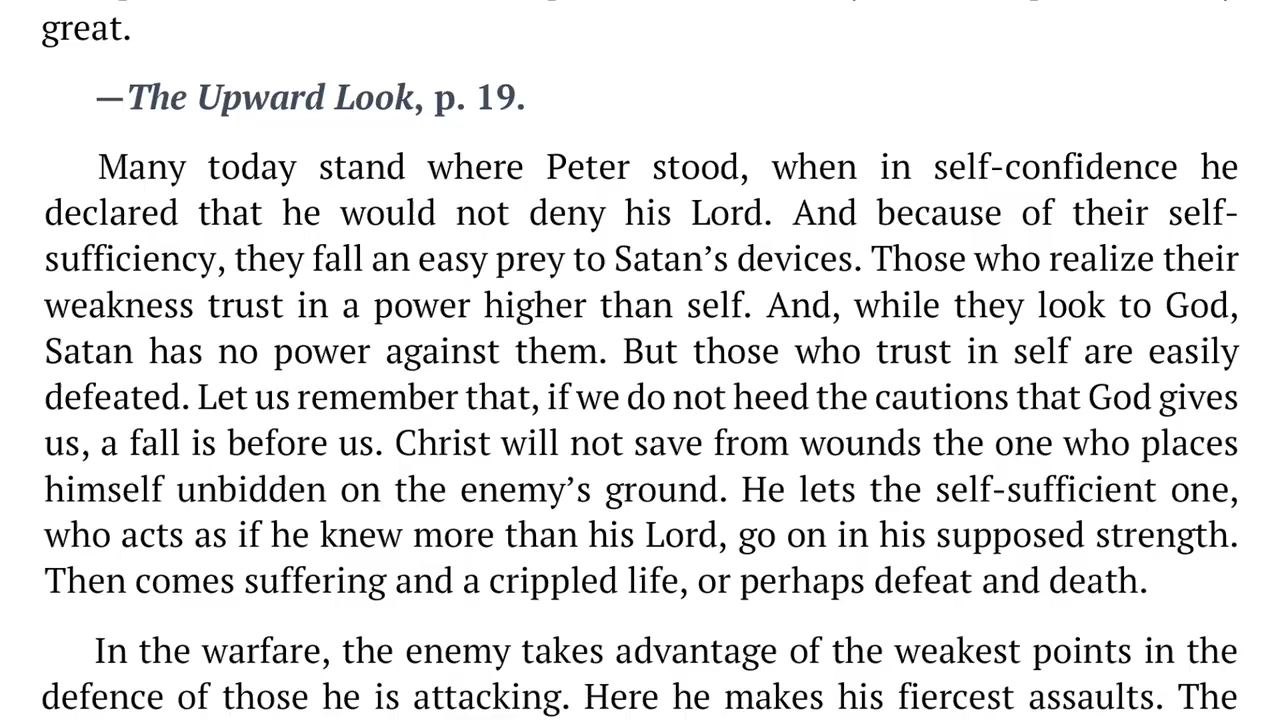 great.
—The Upward Look, p. 19.
Many today stand where Peter stood, when in self-confidence he
declared that he would not deny his Lord. And because of their self-
sufficiency, they fall an easy prey to Satan’s devices. Those who realize their
weakness trust in a power higher than self. And, while they look to God,
Satan has no power against them. But those who trust in self are easily
defeated. Let us remember that, if we do not heed the cautions that God gives
us, a fall is before us. Christ will not save from wounds the one who places
himself unbidden on the enemy’s ground. He lets the self-sufficient one,
who acts as if he knew more than his Lord, go on in his supposed strength.
Then comes suffering and a crippled life, or perhaps defeat and death.
In the warfare, the enemy takes advantage of the weakest points in the
defence of those he is attacking. Here he makes his fiercest assaults. The